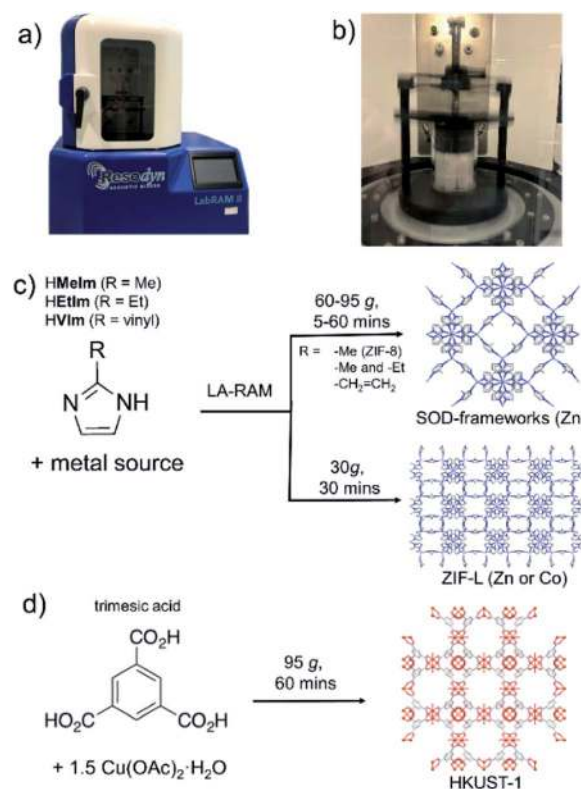 a)
b)
Resodyn
ACOUSTIC MIXERS
LabRAM II
c)
HMeIm (R = Me)
HEtIm (R = Et)
HVIm (R = vinyl)
R
N
NH
+ metal source
LA-RAM
60-95 g,
5-60 mins
R = -Me (ZIF-8)
-Me and -Et
-CH₂=CH₂
SOD-frameworks (Zn
30g,
30 mins
ZIF-L (Zn or Co)
d)
trimesic acid
CO₂H
HO₂C
CO₂H
+ 1.5 Cu(OAc)₂·H₂O
95 g,
60 mins
HKUST-1